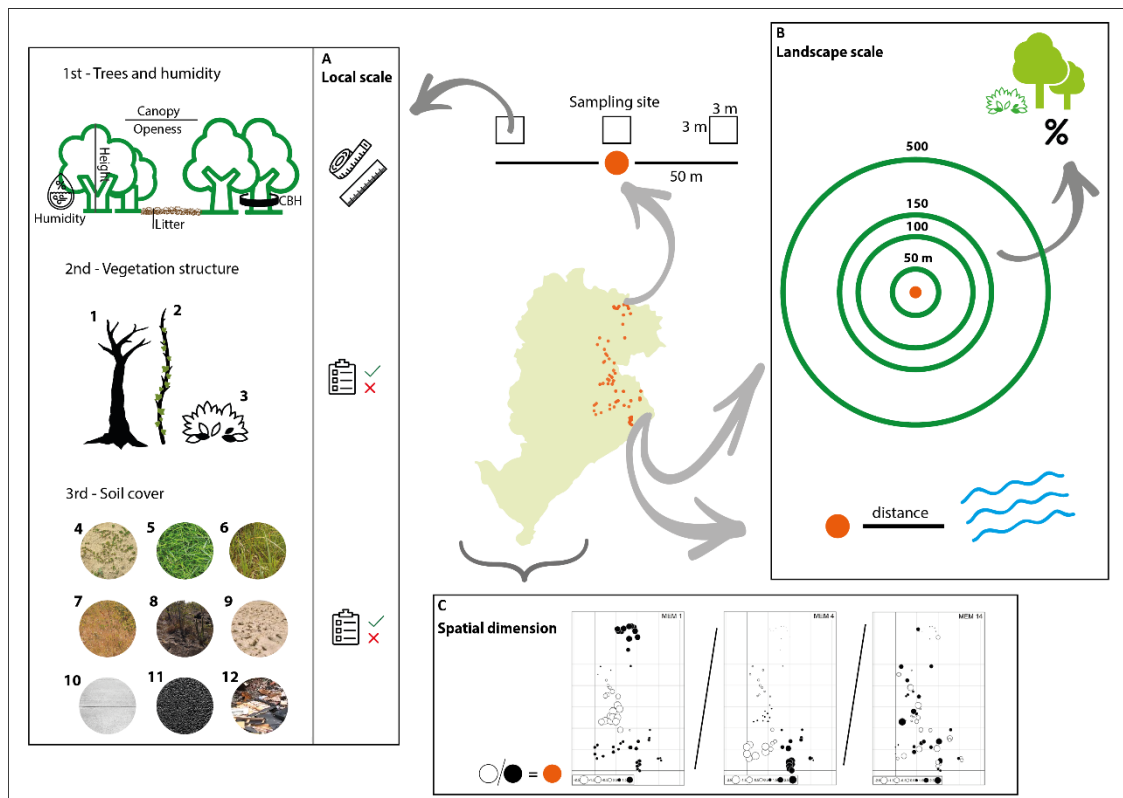 A
Local scale
1st - Trees and humidity
Canopy
Openess
Height
%
Humidity
Litter
CBH
2nd - Vegetation structure
1
2
3
3rd - Soil cover
4
5
6
7
8
9
10
11
12
Sampling site
3 m
3 m
50 m
B
Landscape scale
%
500
150
100
50 m
distance
C
Spatial dimension
MEM 1
MEM 4
MEM 14
/ =